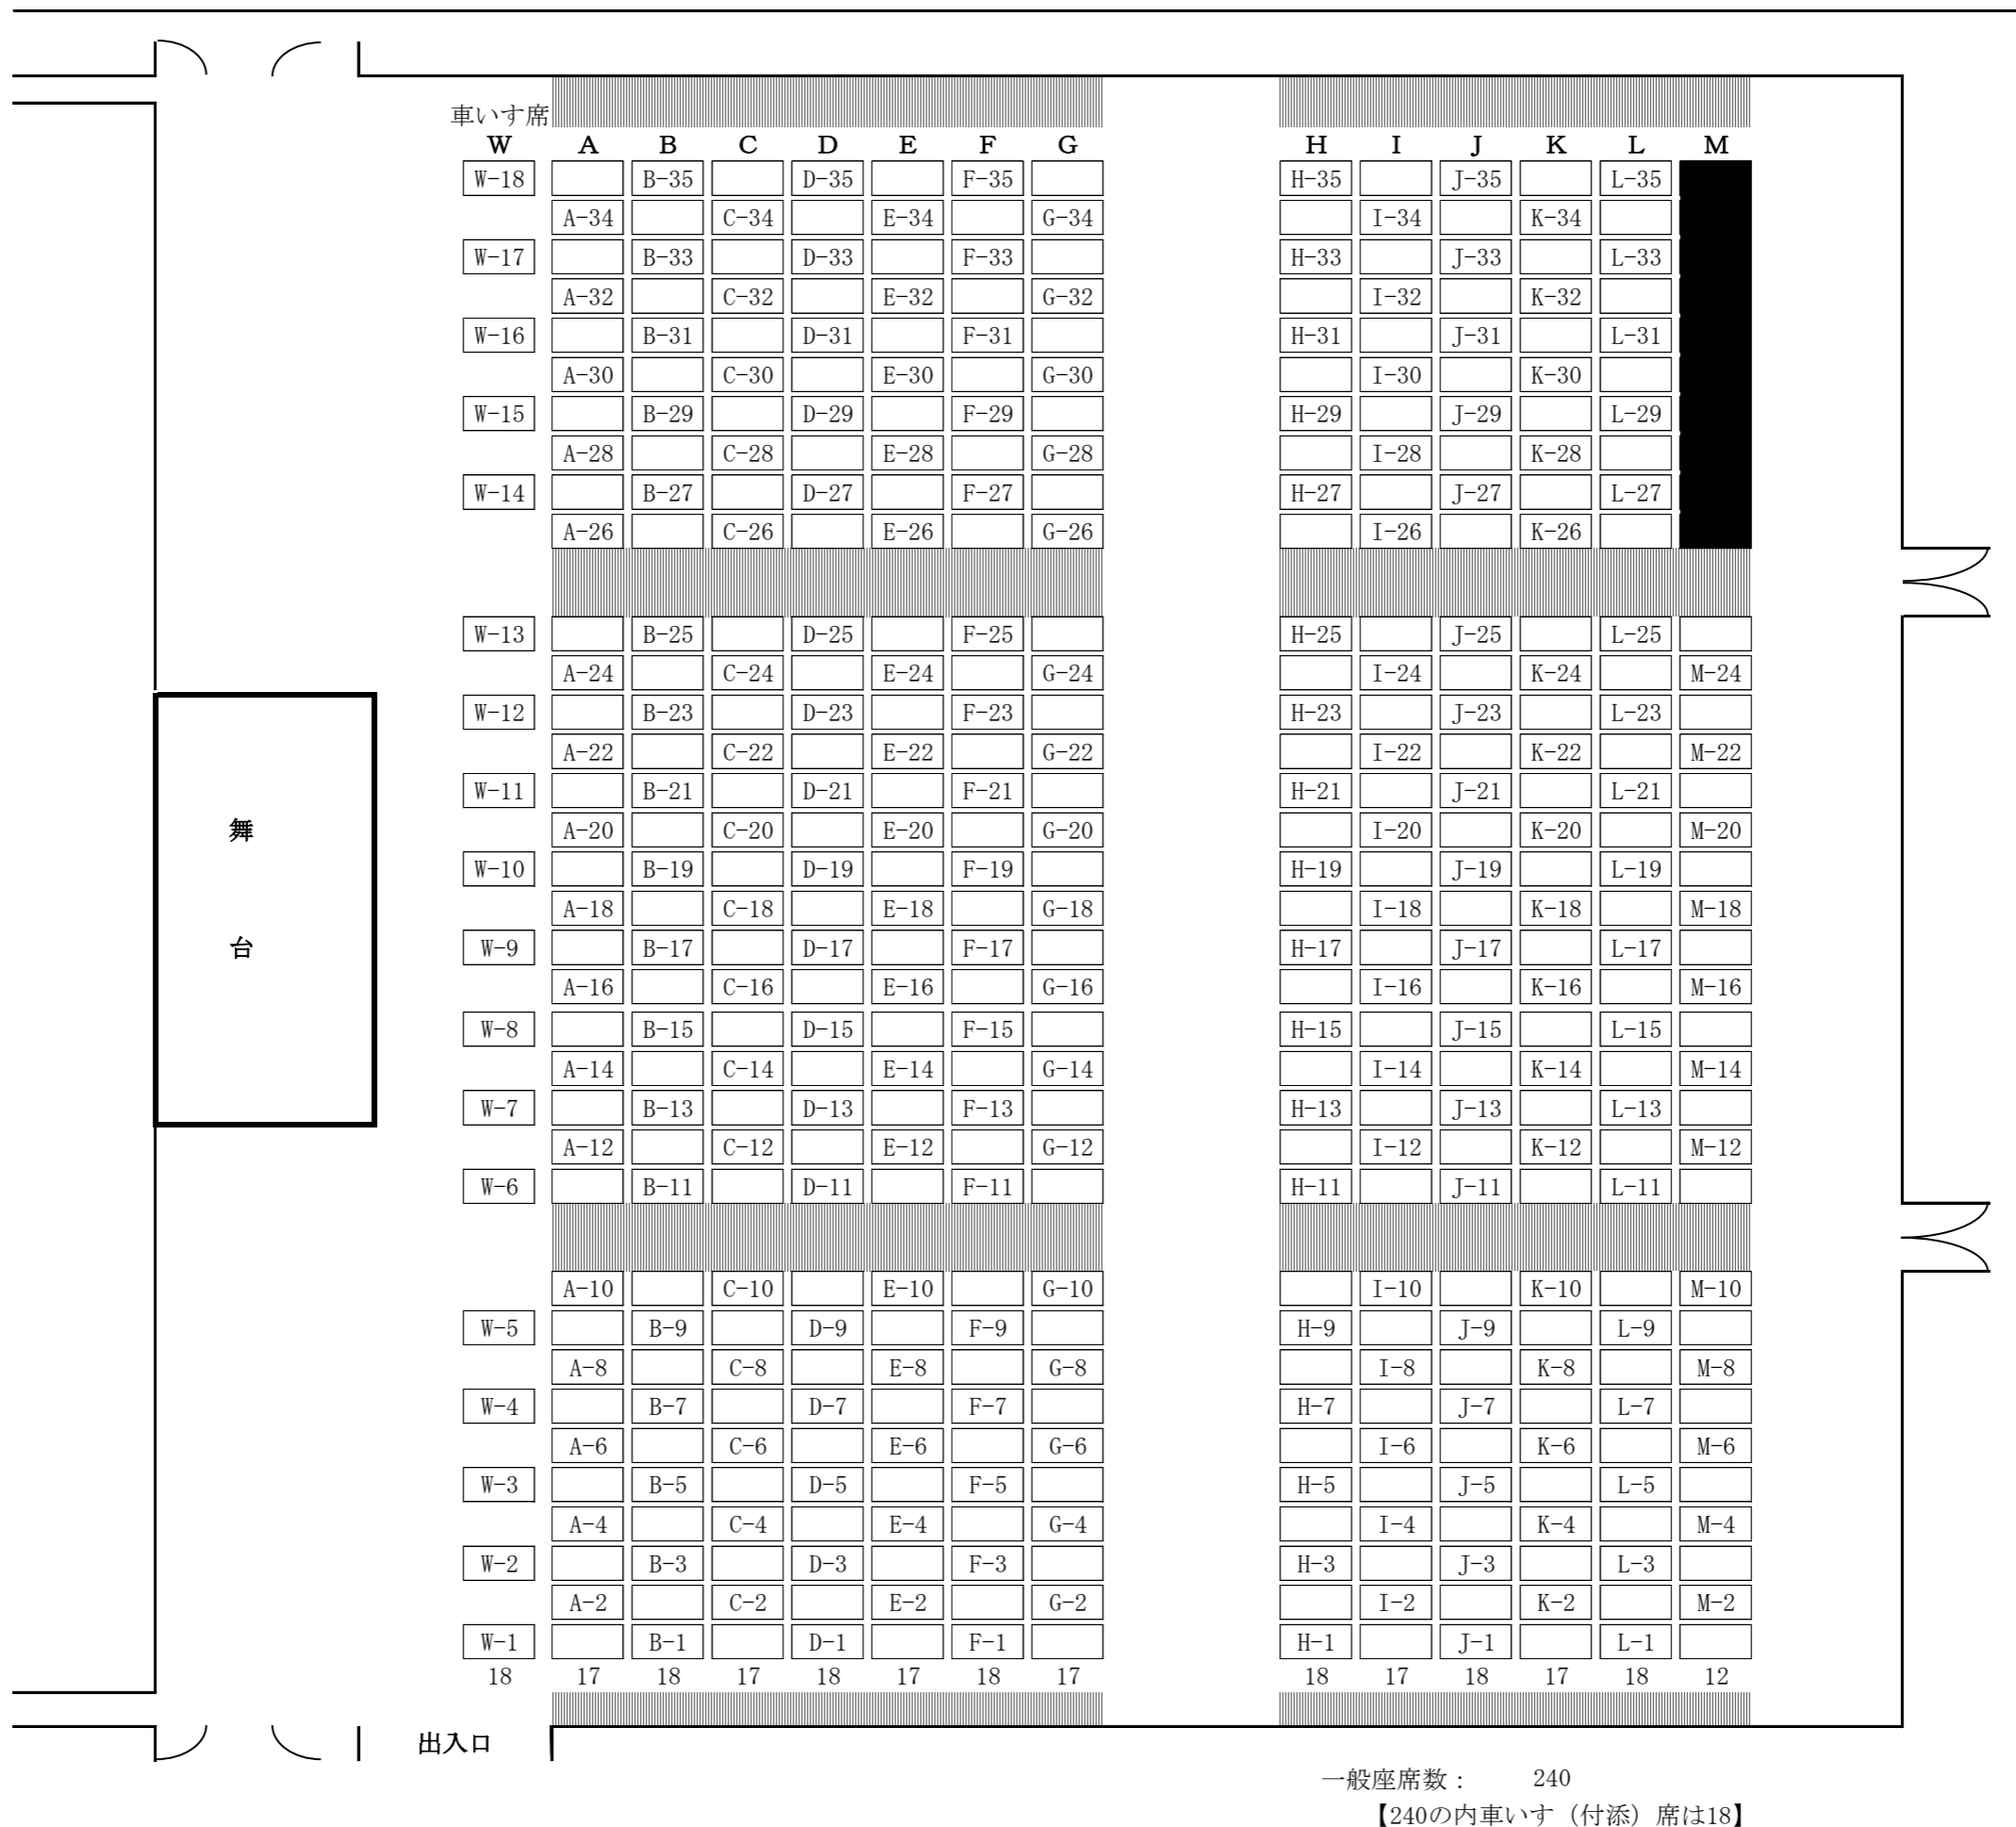 車いす席
W A B C D E F G H I J K L M
W-18 B-35 D-35 F-35 H-35 J-35 L-35
A-34 C-34 E-34 G-34 I-34 K-34
W-17 B-33 D-33 F-33 H-33 J-33 L-33
A-32 C-32 E-32 G-32 I-32 K-32
W-16 B-31 D-31 F-31 H-31 J-31 L-31
A-30 C-30 E-30 G-30 I-30 K-30
W-15 B-29 D-29 F-29 H-29 J-29 L-29
A-28 C-28 E-28 G-28 I-28 K-28
W-14 B-27 D-27 F-27 H-27 J-27 L-27
A-26 C-26 E-26 G-26 I-26 K-26
W-13 B-25 D-25 F-25 H-25 J-25 L-25
A-24 C-24 E-24 G-24 I-24 K-24 M-24
W-12 B-23 D-23 F-23 H-23 J-23 L-23
A-22 C-22 E-22 G-22 I-22 K-22 M-22
W-11 B-21 D-21 F-21 H-21 J-21 L-21
舞台
A-20 C-20 E-20 G-20 I-20 K-20 M-20
W-10 B-19 D-19 F-19 H-19 J-19 L-19
A-18 C-18 E-18 G-18 I-18 K-18 M-18
W-9 B-17 D-17 F-17 H-17 J-17 L-17
A-16 C-16 E-16 G-16 I-16 K-16 M-16
W-8 B-15 D-15 F-15 H-15 J-15 L-15
A-14 C-14 E-14 G-14 I-14 K-14 M-14
W-7 B-13 D-13 F-13 H-13 J-13 L-13
A-12 C-12 E-12 G-12 I-12 K-12 M-12
W-6 B-11 D-11 F-11 H-11 J-11 L-11
A-10 C-10 E-10 G-10 I-10 K-10 M-10
W-5 B-9 D-9 F-9 H-9 J-9 L-9
A-8 C-8 E-8 G-8 I-8 K-8 M-8
W-4 B-7 D-7 F-7 H-7 J-7 L-7
A-6 C-6 E-6 G-6 I-6 K-6 M-6
W-3 B-5 D-5 F-5 H-5 J-5 L-5
A-4 C-4 E-4 G-4 I-4 K-4 M-4
W-2 B-3 D-3 F-3 H-3 J-3 L-3
A-2 C-2 E-2 G-2 I-2 K-2 M-2
W-1 B-1 D-1 F-1 H-1 J-1 L-1
18 17 18 17 18 17 18 17 18 17 18 17 18 12
出入口
一般座席数： 240
【240の内車いす（付添）席は18】